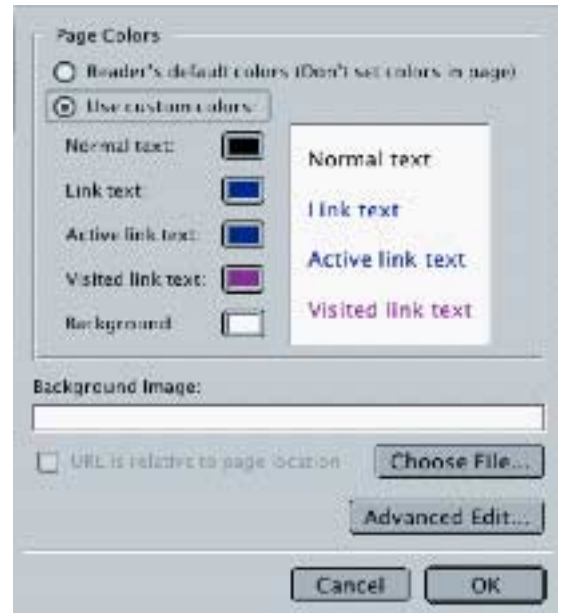 Page Colors
Reader's default colors (Don't set colors in page)
Use custom colors:
Normal text:
Link text:
Active link text:
Visited link text:
Background:
Normal text
Link text
Active link text
Visited link text
Background Image:
URL is relative to page location
Choose File...
Advanced Edit...
Cancel
OK